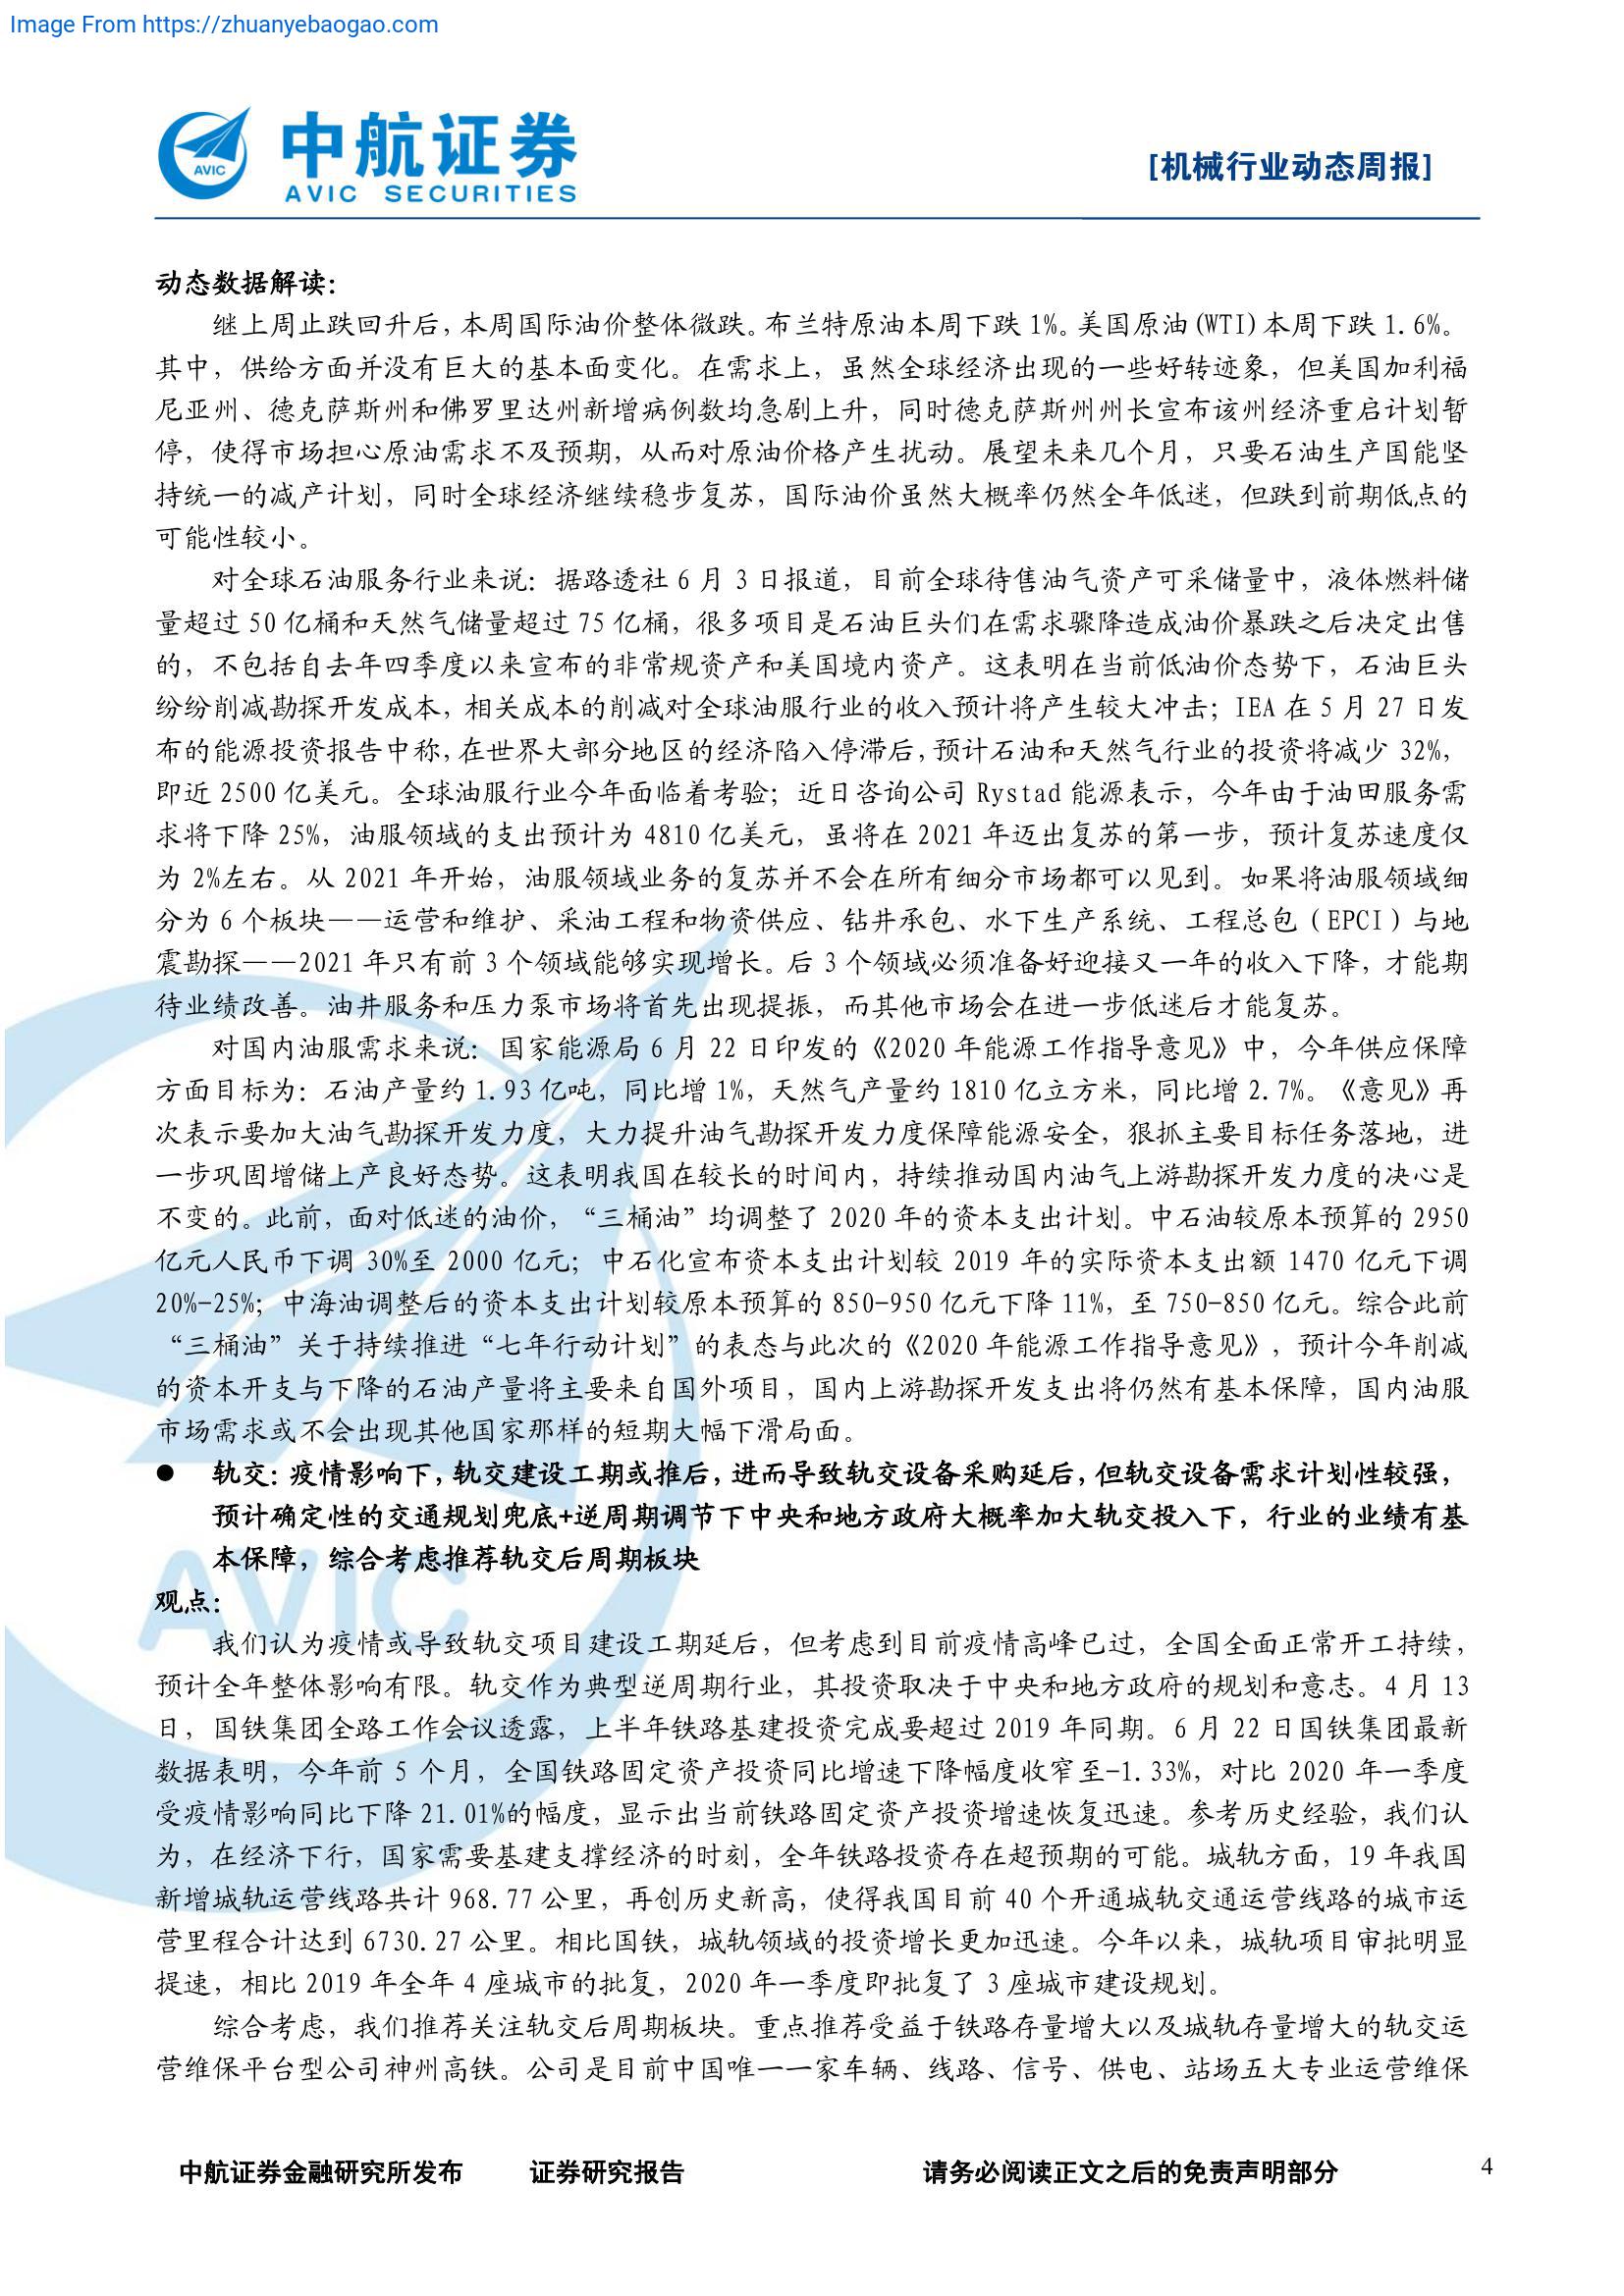 Image From https://zhuanyebaogao.com
中航证券
AVIC SECURITIES
AVIC
[机械行业动态周报]
动态数据解读：
继上周止跌回升后，本周国际油价整体微跌。布兰特原油本周下跌 1%。美国原油(WTI)本周下跌 1.6%。
其中，供给方面并没有巨大的基本面变化。在需求上，虽然全球经济出现的一些好转迹象，但美国加利福
尼亚州、德克萨斯州和佛罗里达州新增病例数均急剧上升，同时德克萨斯州州长宣布该州经济重启计划暂
停，使得市场担心原油需求不及预期，从而对原油价格产生扰动。展望未来几个月，只要石油生产国能坚
持统一的减产计划，同时全球经济继续稳步复苏，国际油价虽然大概率仍然全年低迷，但跌到前期低点的
可能性较小。
对全球石油服务行业来说：据路透社 6 月 3 日报道，目前全球待售油气资产可采储量中，液体燃料储
量超过 50 亿桶和天然气储量超过 75 亿桶，很多项目是石油巨头们在需求骤降造成油价暴跌之后决定出售
的，不包括自去年四季度以来宣布的非常规资产和美国境内资产。这表明在当前低油价态势下，石油巨头
纷纷削减勘探开发成本，相关成本的削减对全球油服行业的收入预计将产生较大冲击；IEA 在 5 月 27 日发
布的能源投资报告中称，在世界大部分地区的经济陷入停滞后，预计石油和天然气行业的投资将减少 32%，
即近 2500 亿美元。全球油服行业今年面临着考验；近日咨询公司 Rystad 能源表示，今年由于油田服务需
求将下降 25%，油服领域的支出预计为 4810 亿美元，虽将在 2021 年迈出复苏的第一步，预计复苏速度仅
为 2%左右。从 2021 年开始，油服领域业务的复苏并不会在所有细分市场都可以见到。如果将油服领域细
分为 6 个板块——运营和维护、采油工程和物资供应、钻井承包、水下生产系统、工程总包（EPCI）与地
震勘探——2021 年只有前 3 个领域能够实现增长。后 3 个领域必须准备好迎接又一年的收入下降，才能期
待业绩改善。油井服务和压力泵市场将首先出现提振，而其他市场会在进一步低迷后才能复苏。
对国内油服需求来说：国家能源局 6 月 22 日印发的《2020 年能源工作指导意见》中，今年供应保障
方面目标为：石油产量约 1.93 亿吨，同比增 1%，天然气产量约 1810 亿立方米，同比增 2.7%。《意见》再
次表示要加大油气勘探开发力度，大力提升油气勘探开发力度保障能源安全，狠抓主要目标任务落地，进
一步巩固增储上产良好态势。这表明我国在较长的时间内，持续推动国内油气上游勘探开发力度的决心是
不变的。此前，面对低迷的油价，“三桶油”均调整了 2020 年的资本支出计划。中石油较原本预算的 2950
亿元人民币下调 30%至 2000 亿元；中石化宣布资本支出计划较 2019 年的实际资本支出额 1470 亿元下调
20%-25%；中海油调整后的资本支出计划较原本预算的 850-950 亿元下降 11%，至 750-850 亿元。综合此前
“三桶油”关于持续推进“七年行动计划”的表态与此次的《2020 年能源工作指导意见》，预计今年削减
的资本开支与下降的石油产量将主要来自国外项目，国内上游勘探开发支出将仍然有基本保障，国内油服
市场需求或不会出现其他国家那样的短期大幅下滑局面。
● 轨交：疫情影响下，轨交建设工期或推后，进而导致轨交设备采购延后，但轨交设备需求计划性较强，
预计确定性的交通规划兜底+逆周期调节下中央和地方政府大概率加大轨交投入下，行业的业绩有基
本保障，综合考虑推荐轨交后周期板块
观点：
我们认为疫情或导致轨交项目建设工期延后，但考虑到目前疫情高峰已过，全国全面正常开工持续，
预计全年整体影响有限。轨交作为典型逆周期行业，其投资取决于中央和地方政府的规划和意志。4 月 13
日，国铁集团全路工作会议透露，上半年铁路基建投资完成要超过 2019 年同期。6 月 22 日国铁集团最新
数据表明，今年前 5 个月，全国铁路固定资产投资同比增速下降幅度收窄至-1.33%，对比 2020 年一季度
受疫情影响同比下降 21.01%的幅度，显示出当前铁路固定资产投资增速恢复迅速。参考历史经验，我们认
为，在经济下行，国家需要基建支撑经济的时刻，全年铁路投资存在超预期的可能。城轨方面，19 年我国
新增城轨运营线路共计 968.77 公里，再创历史新高，使得我国目前 40 个开通城轨交通运营线路的城市运
营里程合计达到 6730.27 公里。相比国铁，城轨领域的投资增长更加迅速。今年以来，城轨项目审批明显
提速，相比 2019 年全年 4 座城市的批复，2020 年一季度即批复了 3 座城市建设规划。
综合考虑，我们推荐关注轨交后周期板块。重点推荐受益于铁路存量增大以及城轨存量增大的轨交运
营维保平台型公司神州高铁。公司是目前中国唯一一家车辆、线路、信号、供电、站场五大专业运营维保
AVIC
中航证券金融研究所发布 证券研究报告 请务必阅读正文之后的免责声明部分 4